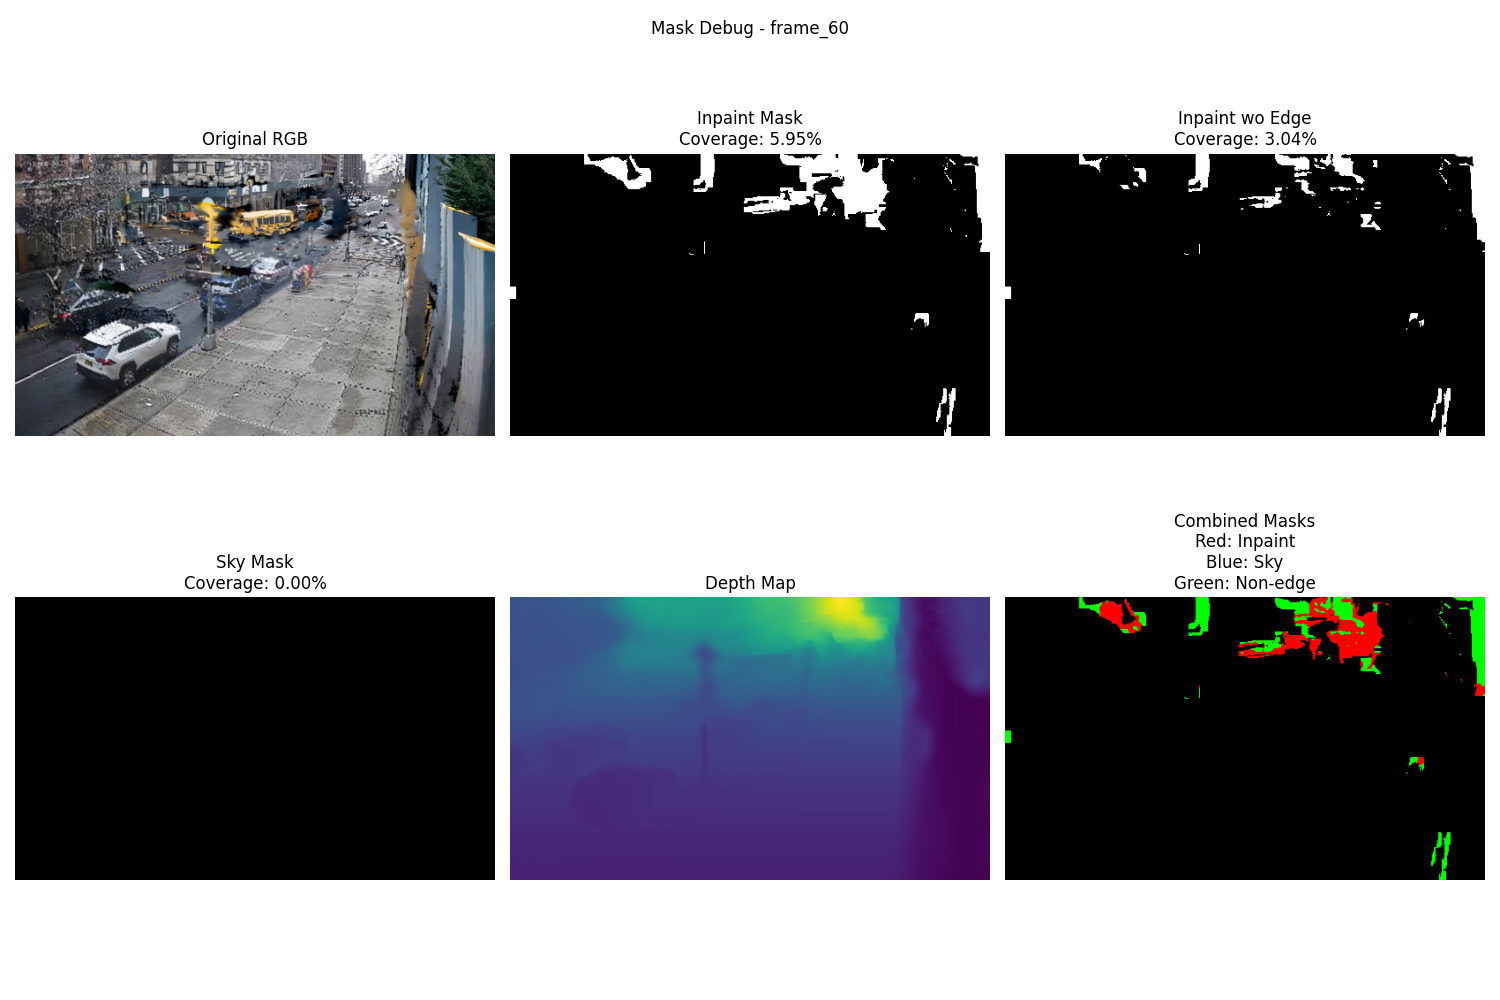 Mask Debug - frame_60
Original RGB
Inpaint Mask
Coverage: 5.95%
Inpaint wo Edge
Coverage: 3.04%
Sky Mask
Coverage: 0.00%
Depth Map
Combined Masks
Red: Inpaint
Blue: Sky
Green: Non-edge